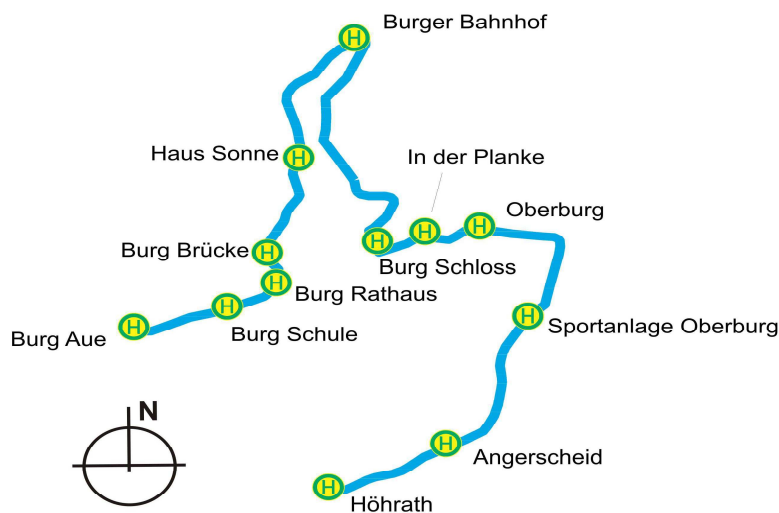 Burger Bahnhof
H
Haus Sonne
H
In der Planke
H
Oberburg
H
Burg Brücke
H
H
Burg Schloss
H
Burg Rathaus
H
Burg Schule
H
Burg Aue
H
Sportanlage Oberburg
N
H
Angerscheid
H
Höhrath